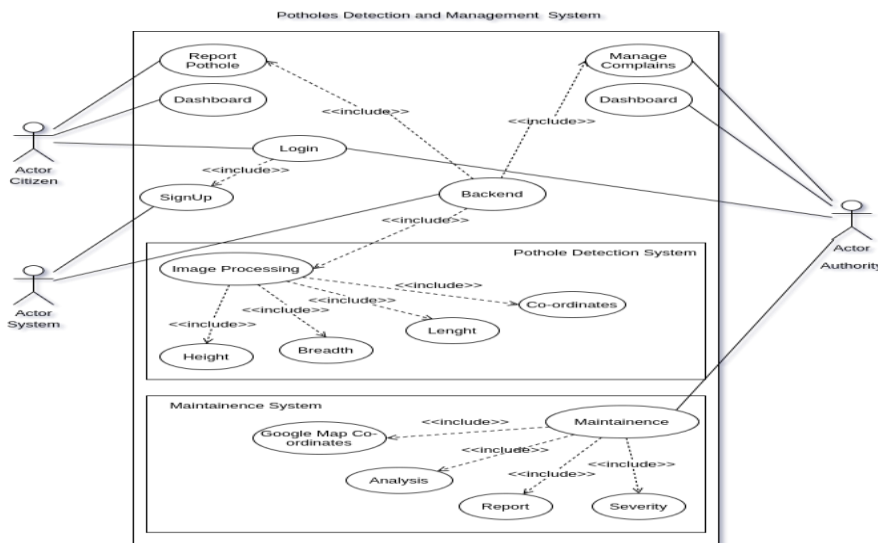 Potholes Detection and Management System
Report
Pothole
Manage
Complains
Dashboard
Dashboard
<<include>>
<<include>>
Login
Actor
Citizen
<<include>>
SignUp
Backend
<<include>>
Actor
Authority
Pothole Detection System
Image Processing
<<include>>
<<include>>
<<include>>
<<include>>
Co-ordinates
Actor
System
Lenght
Height
Breadth
Maintainence System
Maintainence
<<include>>
Google Map Co-
ordinates
<<include>>
<<include>>
<<include>>
Analysis
Report
Severity